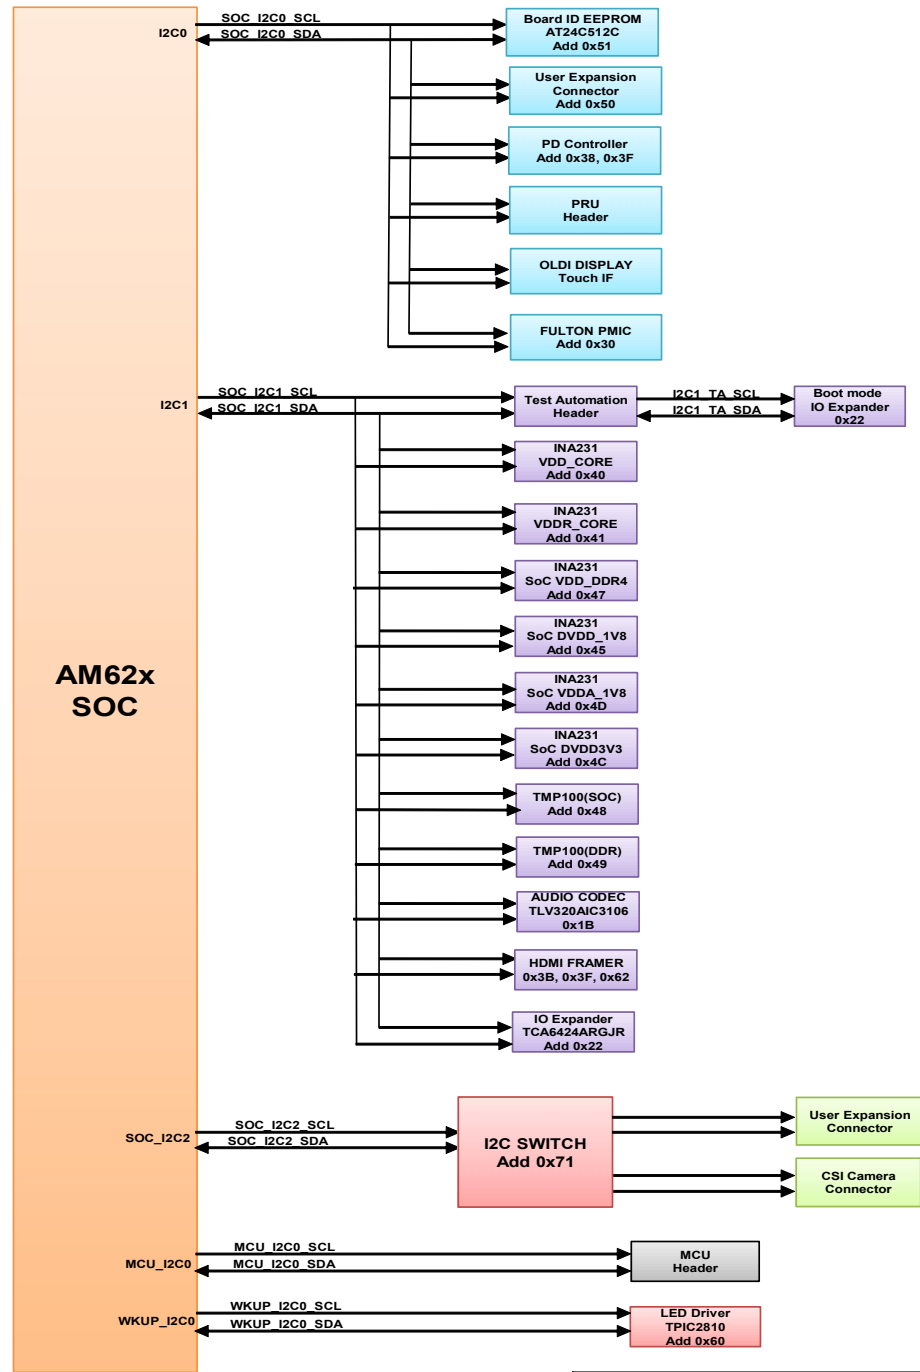 AM62x
SOC
I2C0
SOC_I2C0_SCL
SOC_I2C0_SDA
Board ID EEPROM
AT24C512C
Add 0x51
User Expansion
Connector
Add 0x50
PD Controller
Add 0x38, 0x3F
PRU
Header
OLDI DISPLAY
Touch IF
FULTON PMIC
Add 0x30
I2C1
SOC_I2C1_SCL
SOC_I2C1_SDA
Test Automation
Header
I2C1_TA_SCL
I2C1_TA_SDA
Boot mode
IO Expander
0x22
INA231
VDD_CORE
Add 0x40
INA231
VDDR_CORE
Add 0x41
INA231
SoC VDD_DDR4
Add 0x47
INA231
SoC DVDD_1V8
Add 0x45
INA231
SoC VDDA_1V8
Add 0x4D
INA231
SoC DVDD3V3
Add 0x4C
TMP100(SOC)
Add 0x48
TMP100(DDR)
Add 0x49
AUDIO CODEC
TLV320AIC3106
0x1B
HDMI FRAMER
0x3B, 0x3F, 0x62
IO Expander
TCA6424ARGJR
Add 0x22
SOC_I2C2
SOC_I2C2_SCL
SOC_I2C2_SDA
I2C SWITCH
Add 0x71
User Expansion
Connector
CSI Camera
Connector
MCU_I2C0
MCU_I2C0_SCL
MCU_I2C0_SDA
MCU
Header
WKUP_I2C0
WKUP_I2C0_SCL
WKUP_I2C0_SDA
LED Driver
TPIC2810
Add 0x60